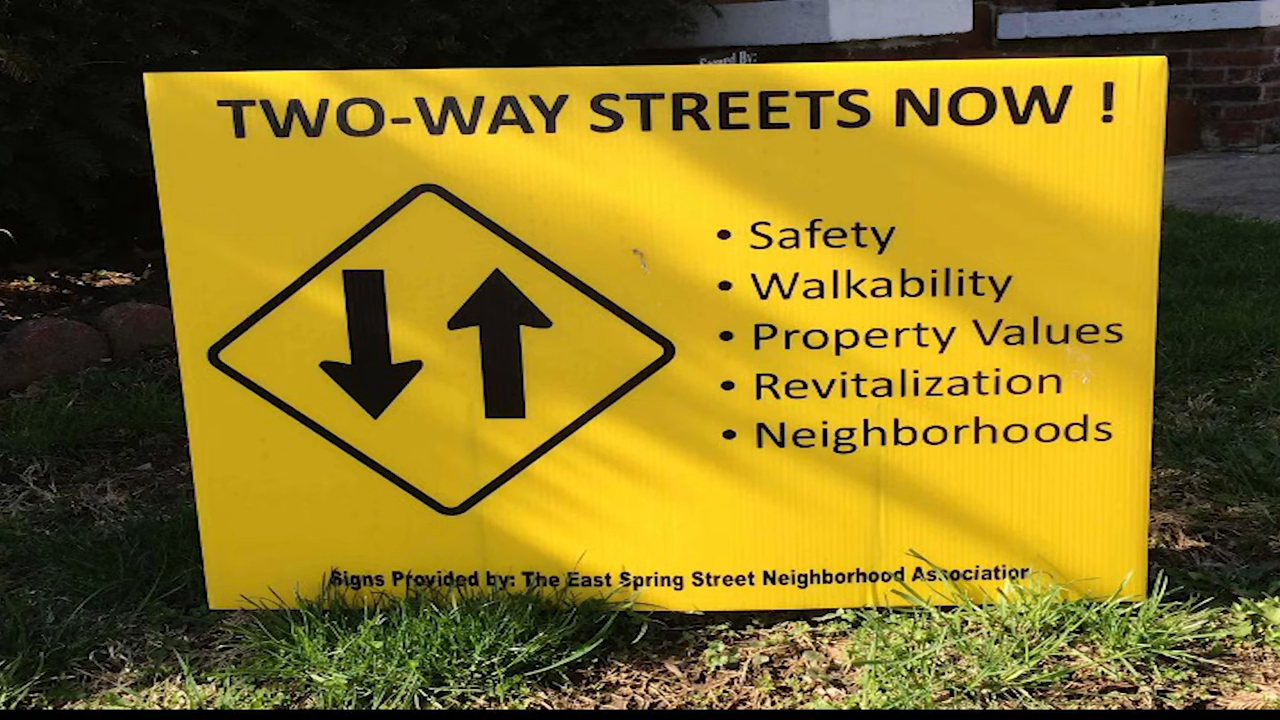 TWO-WAY STREETS NOW !
• Safety
• Walkability
• Property Values
• Revitalization
• Neighborhoods
Signs Provided by: The East Spring Street Neighborhood Association